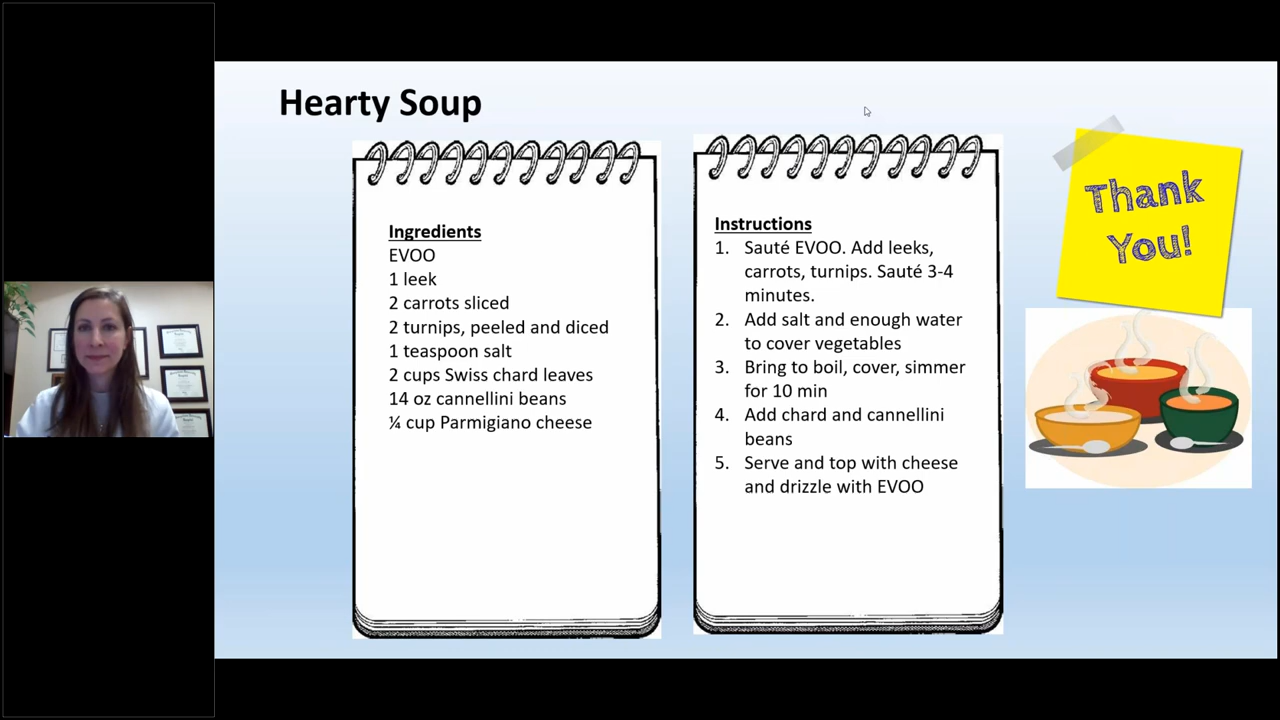 Hearty Soup
Ingredients
EVOO
1 leek
2 carrots sliced
2 turnips, peeled and diced
1 teaspoon salt
2 cups Swiss chard leaves
14 oz cannellini beans
¼ cup Parmigiano cheese
Instructions
1. Sauté EVOO. Add leeks,
carrots, turnips. Sauté 3-4
minutes.
2. Add salt and enough water
to cover vegetables
3. Bring to boil, cover, simmer
for 10 min
4. Add chard and cannellini
beans
5. Serve and top with cheese
and drizzle with EVOO
Thank
You!